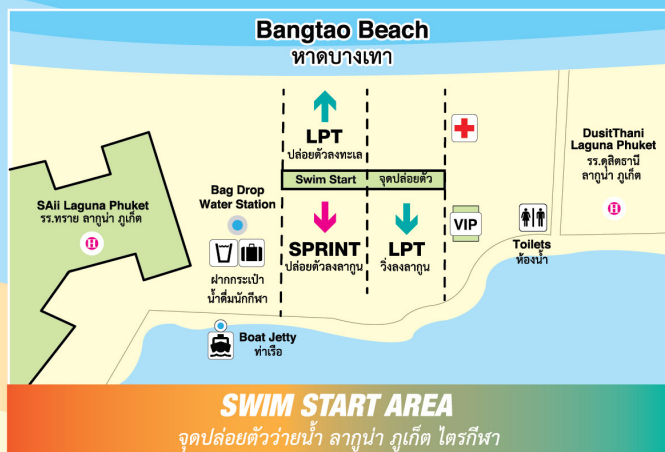 Bangtao Beach
หาดบางเทา
LPT
ปล่อยตัวลงทะเล
DusitThani
Laguna Phuket
รร.ดุสิตธานี
ลากูน่า ภูเก็ต
H
Swim Start
จุดปล่อยตัว
SAii Laguna Phuket
รร.ทราย ลากูน่า ภูเก็ต
H
Bag Drop
Water Station
ฝากกระเป๋า
น้ำดื่มนักกีฬา
SPRINT
ปล่อยตัวลงลากูน
LPT
วิ่งลงลากูน
VIP
Toilets
ห้องน้ำ
Boat Jetty
ท่าเรือ
SWIM START AREA
จุดปล่อยตัวว่ายน้ำ ลากูน่า ภูเก็ต ไตรกีฬา